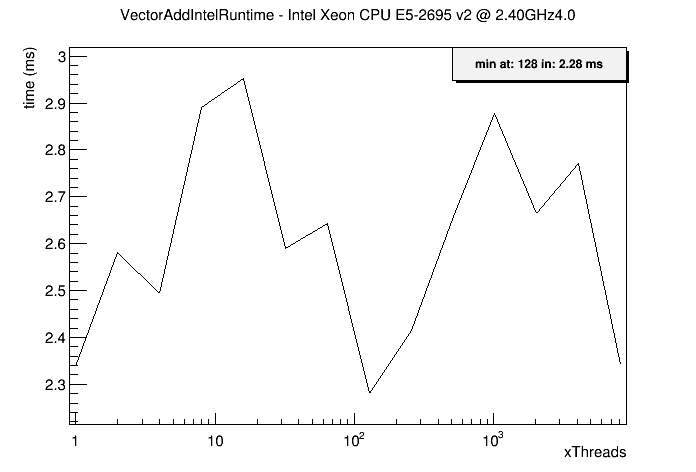 VectorAddIntelRuntime - Intel Xeon CPU E5-2695 v2 @ 2.40GHz4.0
time (ms)
min at: 128 in: 2.28 ms
3
2.9
2.8
2.7
2.6
2.5
2.4
2.3
1 10 10² 10³
xThreads